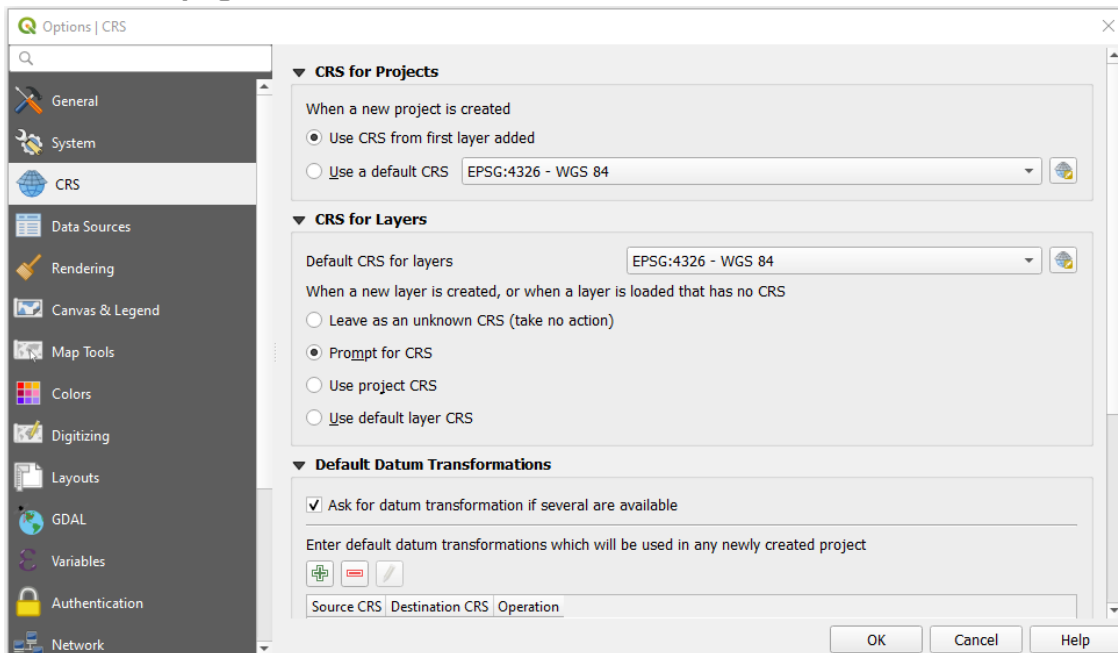 Options | CRS
General
System
CRS
Data Sources
Rendering
Canvas & Legend
Map Tools
Colors
Digitizing
Layouts
GDAL
Variables
Authentication
Network
CRS for Projects
When a new project is created
Use CRS from first layer added
Use a default CRS EPSG:4326 - WGS 84
CRS for Layers
Default CRS for layers EPSG:4326 - WGS 84
When a new layer is created, or when a layer is loaded that has no CRS
Leave as an unknown CRS (take no action)
Prompt for CRS
Use project CRS
Use default layer CRS
Default Datum Transformations
Ask for datum transformation if several are available
Enter default datum transformations which will be used in any newly created project
Source CRS Destination CRS Operation
OK Cancel Help